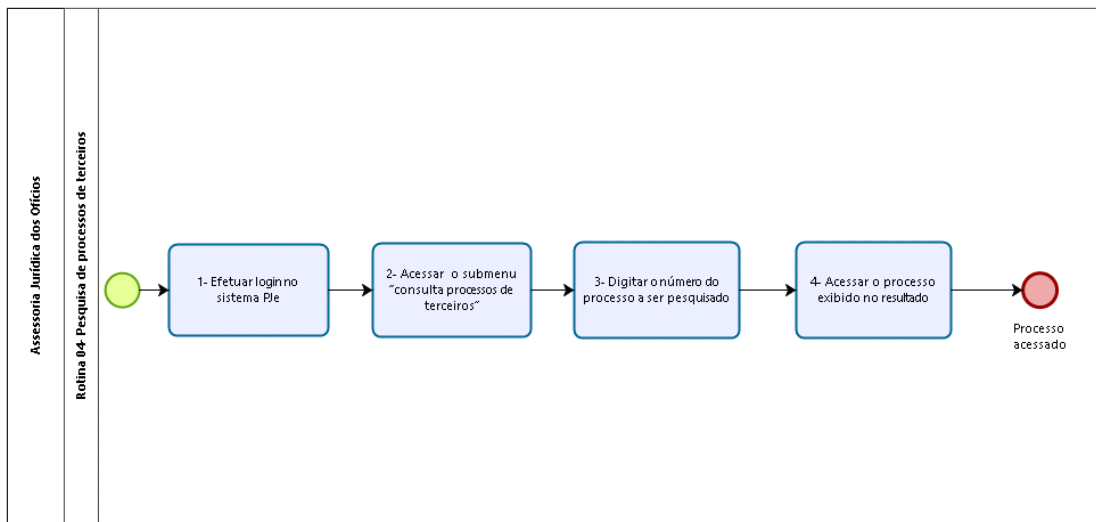 Assessoria Jurídica dos Ofícios
Rotina 04- Pesquisa de processos de terceiros
1- Efetuar login no
sistema PJe
2- Acessar o submenu
"consulta processos de
terceiros"
3- Digitar o número do
processo a ser pesquisado
4- Acessar o processo
exibido no resultado
Processo
acessado